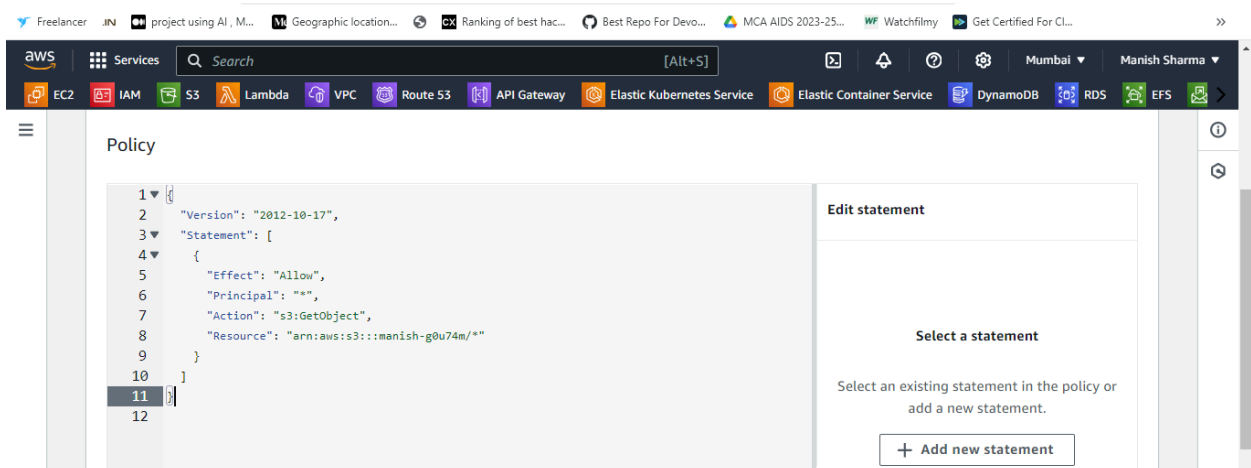 Freelancer .IN project using AI , M... Geographic location... CX Ranking of best hac... Best Repo For Devo... MCA AIDS 2023-25... WF Watchfilmy Get Certified For Cl... »
aws Services Search [Alt+S] Mumbai ▼ Manish Sharma ▼
EC2 IAM S3 Lambda VPC Route 53 API Gateway Elastic Kubernetes Service Elastic Container Service DynamoDB RDS EFS
Policy
1 {
2 "Version": "2012-10-17",
3 "Statement": [
4 {
5 "Effect": "Allow",
6 "Principal": "*",
7 "Action": "s3:GetObject",
8 "Resource": "arn:aws:s3:::manish-g0u74m/*"
9 }
10 ]
11 }
12
Edit statement
Select a statement
Select an existing statement in the policy or
add a new statement.
+ Add new statement